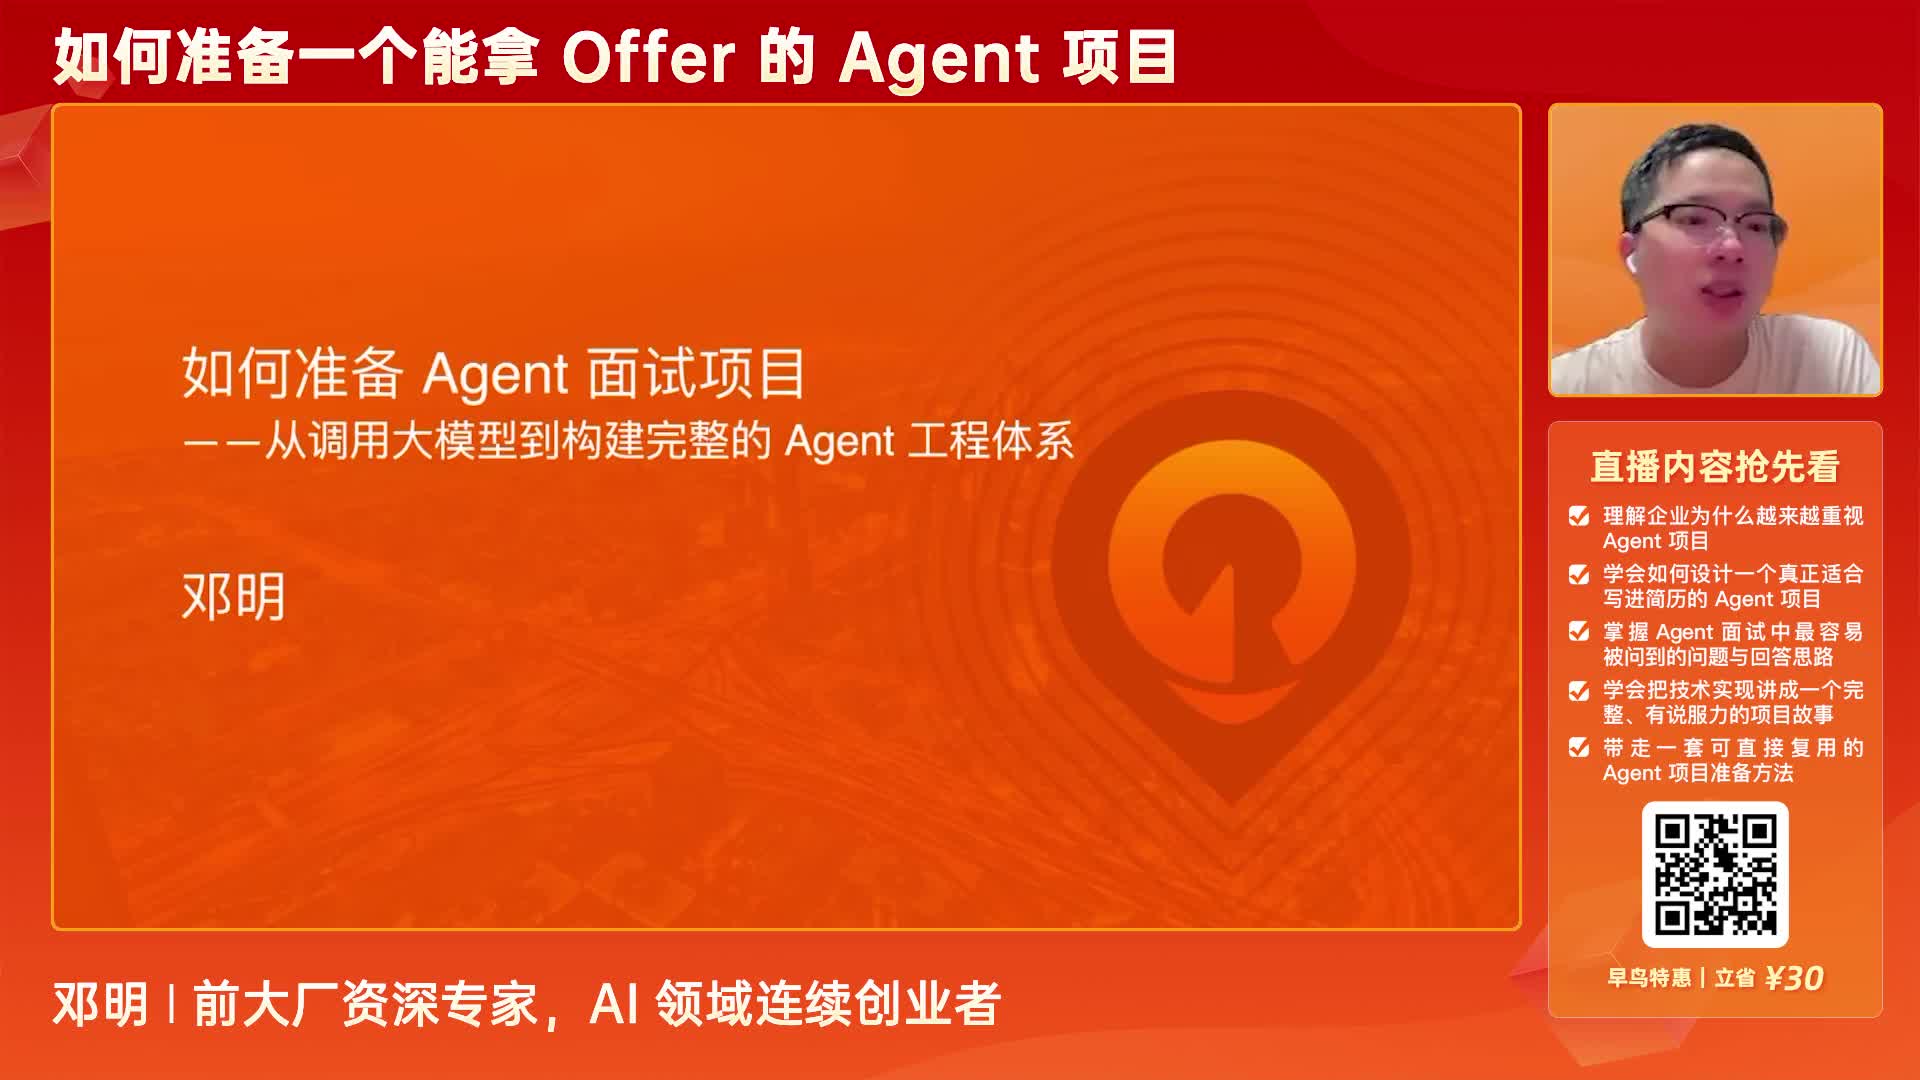 如何准备一个能拿 Offer 的 Agent 项目
如何准备 Agent 面试项目
——从调用大模型到构建完整的 Agent 工程体系
邓明
直播内容抢先看
理解企业为什么越来越重视
Agent 项目
学会如何设计一个真正适合
写进简历的 Agent 项目
掌握 Agent 面试中最容易
被问到的问题与回答思路
学会把技术实现讲成一个完
整、有说服力的项目故事
带走一套可直接复用的
Agent 项目准备方法
早鸟特惠 | 立省 ¥30
邓明 | 前大厂资深专家，AI 领域连续创业者